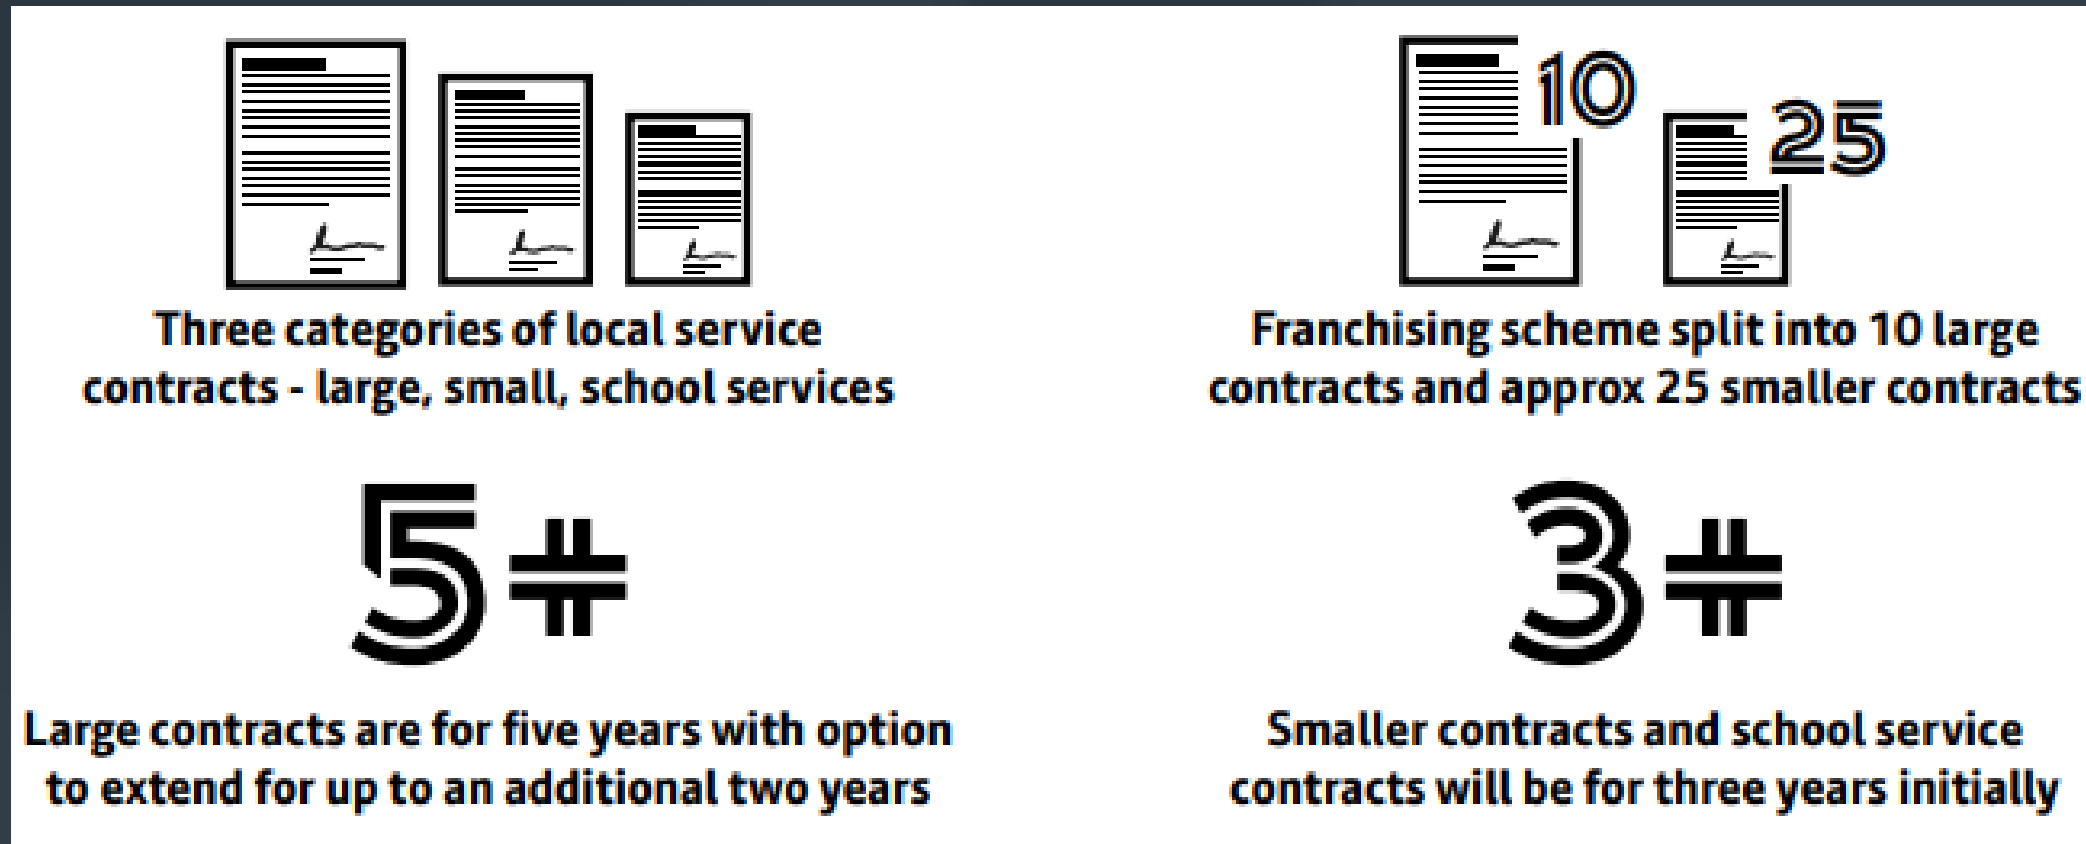 10
25
Three categories of local service
contracts - large, small, school services
Franchising scheme split into 10 large
contracts and approx 25 smaller contracts
5+
3+
Large contracts are for five years with option
to extend for up to an additional two years
Smaller contracts and school service
contracts will be for three years initially